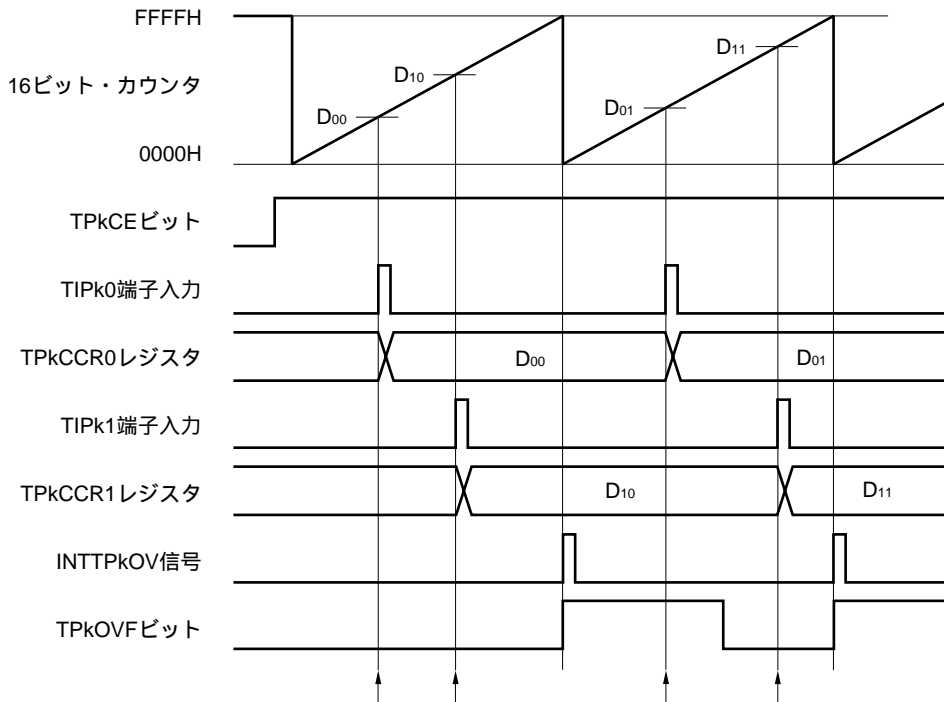 FFFFH
D11
D10
16ビット・カウンタ
D01
D00
0000H
TPkCEビット
TIPk0端子入力
TPkCCR0レジスタ
D00
D01
TIPk1端子入力
TPkCCR1レジスタ
D10
D11
INTTPkOV信号
TPkOVFビット